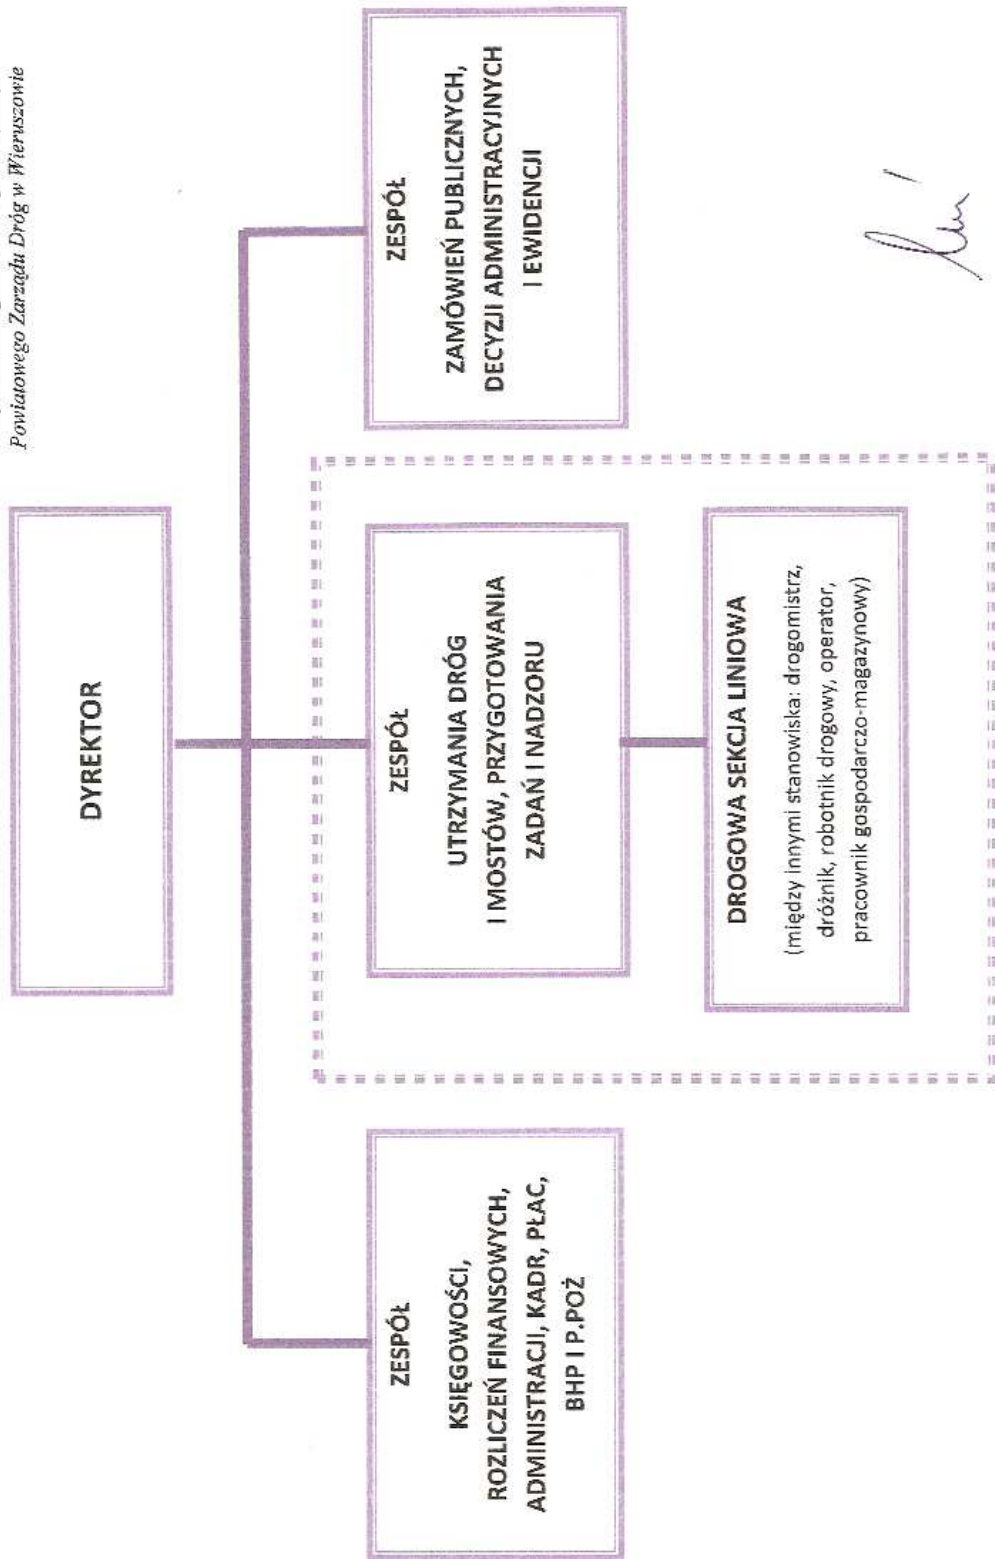 Powiatowego Zarządu Dróg w Wieruszowie
DYREKTOR
ZESPÓŁ
KSIĘGOWOŚCI,
ROZLICZEŃ FINANSOWYCH,
ADMINISTRACJI, KADR, PŁAC,
BHP I P.POŻ
ZESPÓŁ
UTRZYMANIA DRÓG
I MOSTÓW, PRZYGOTOWANIA
ZADAŃ I NADZORU
ZESPÓŁ
ZAMÓWIEŃ PUBLICZNYCH,
DECYZJI ADMINISTRACYJNYCH
I EWIDENCJI
DROGOWA SEKCJA LINIOWA
(między innymi stanowiska: drogomistrz,
dróżnik, robotnik drogowy, operator,
pracownik gospodarczo-magazynowy)